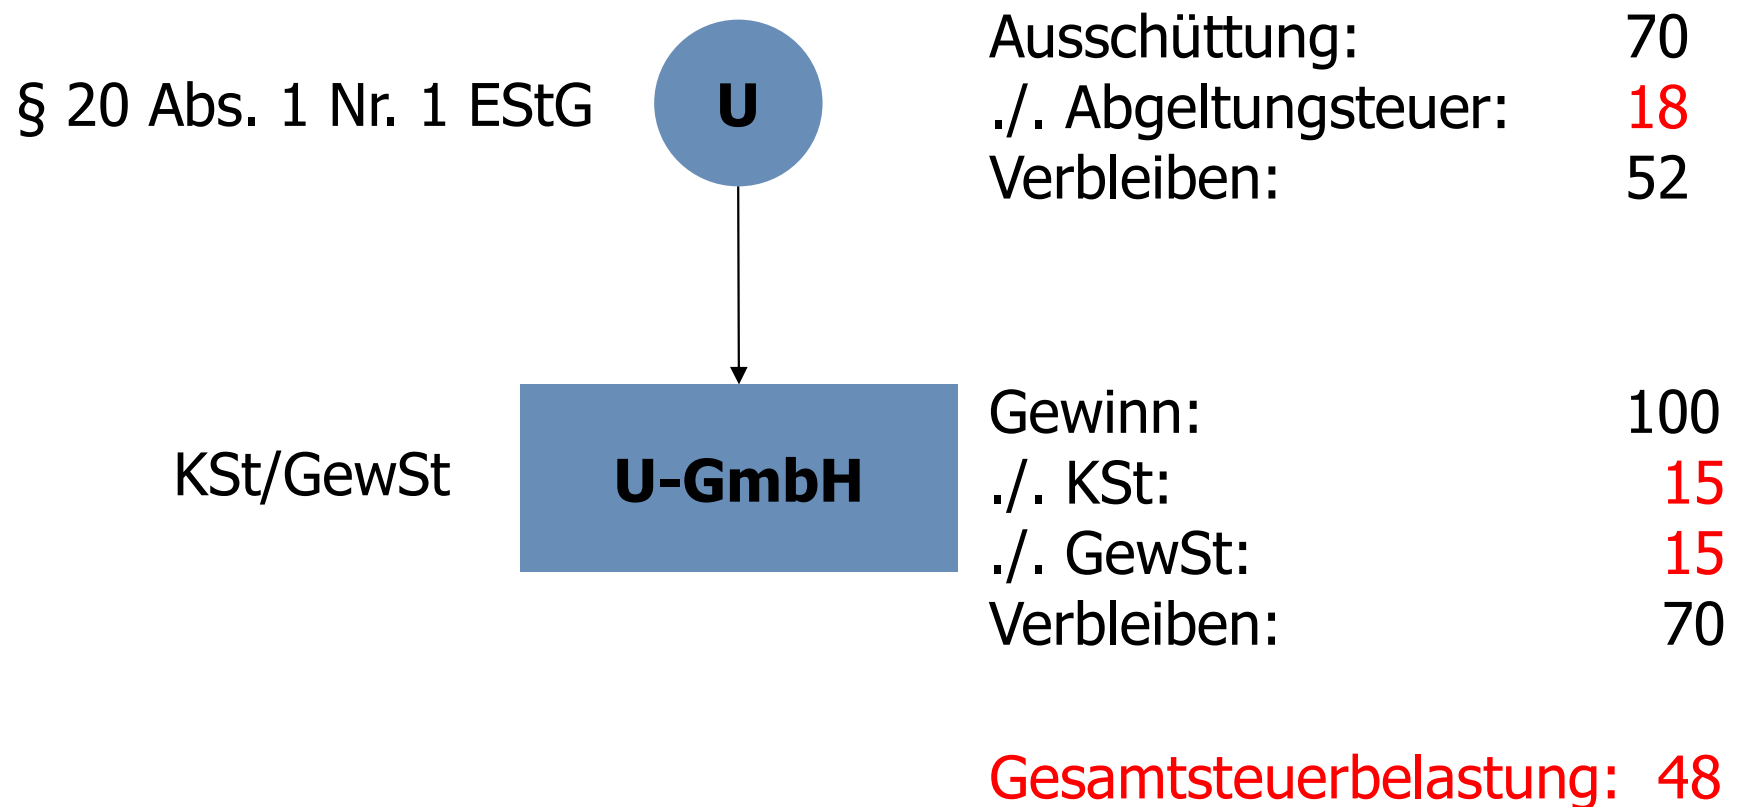 § 20 Abs. 1 Nr. 1 EStG
U
Ausschüttung: 70
./. Abgeltungsteuer: 18
Verbleiben: 52
KSt/GewSt
U-GmbH
Gewinn: 100
./. KSt: 15
./. GewSt: 15
Verbleiben: 70
Gesamtsteuerbelastung: 48